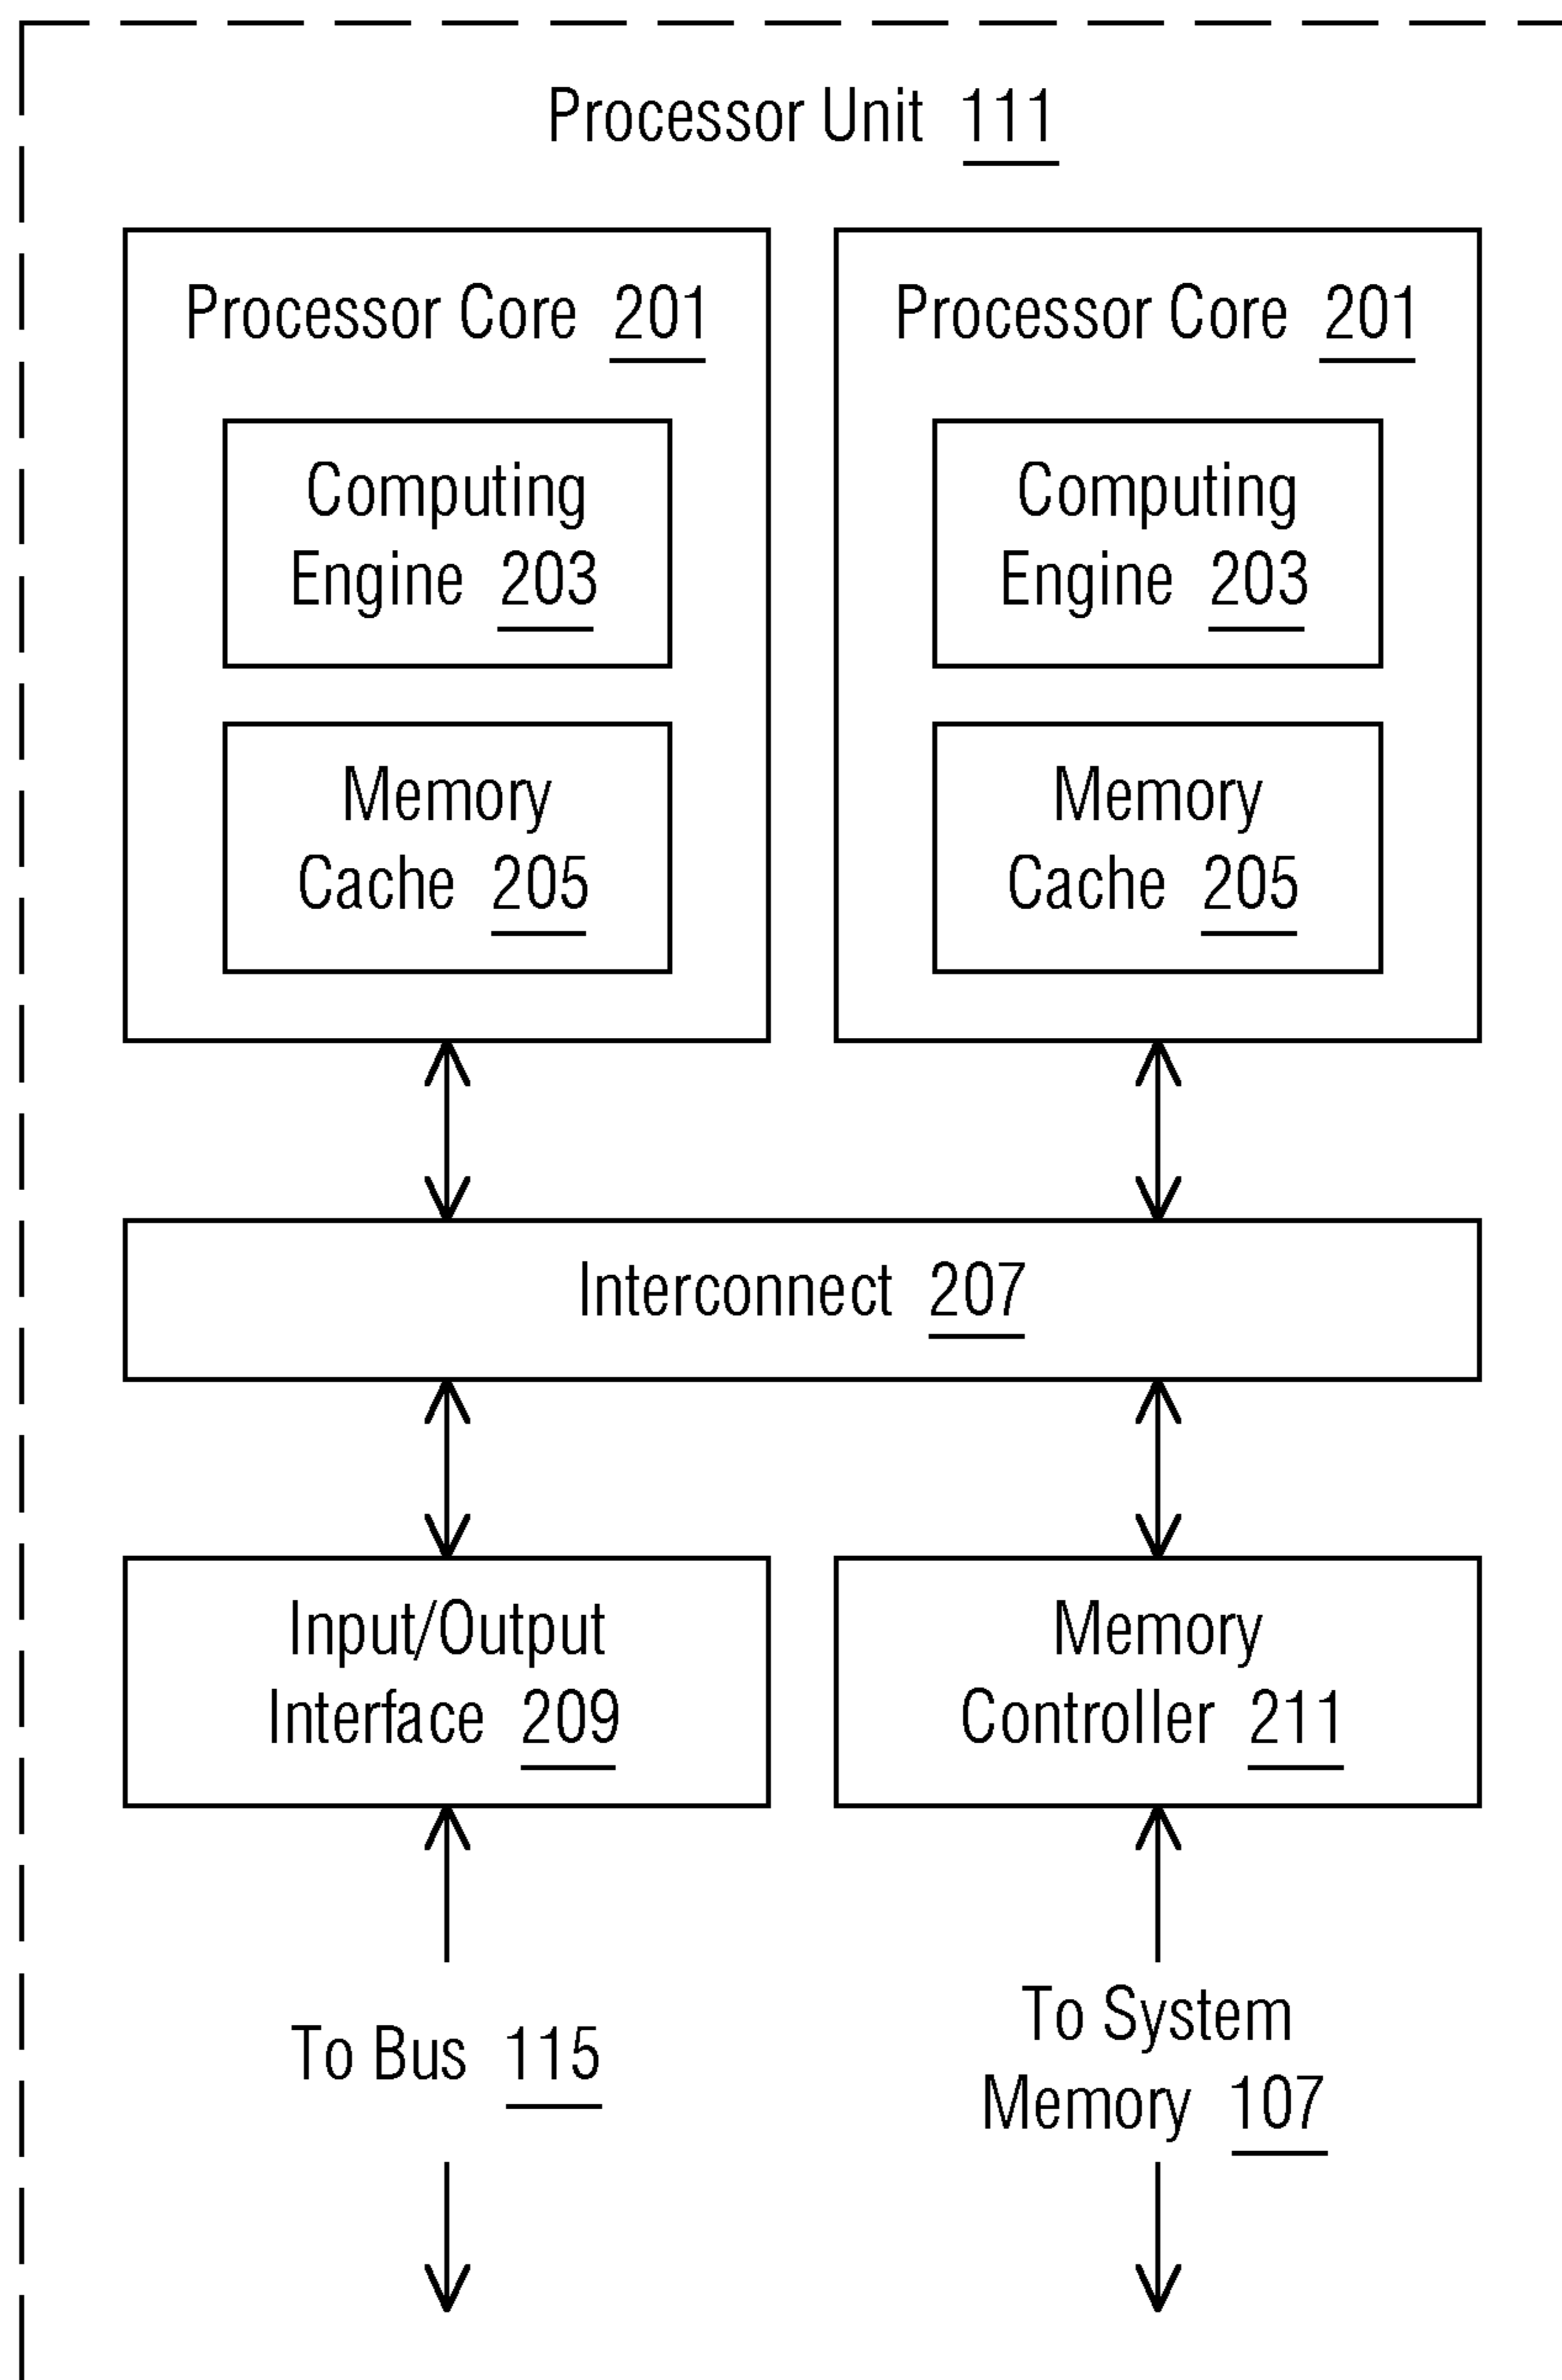 Processor Unit 111
Processor Core 201
Computing
Engine 203
Memory
Cache 205
Processor Core 201
Computing
Engine 203
Memory
Cache 205
Interconnect 207
Input/Output
Interface 209
Memory
Controller 211
To Bus 115
To System
Memory 107